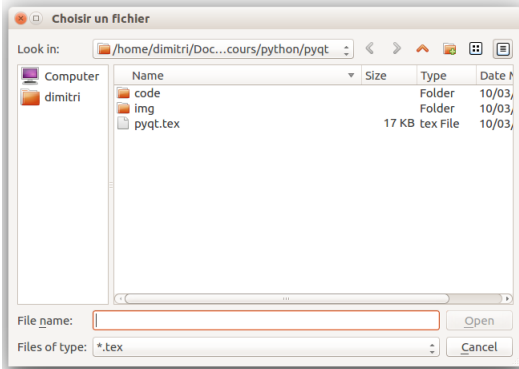 Choisir un fichier
Look in: /home/dimitri/Doc...cours/python/pyqt
Computer
dimitri
Name Size Type Date M
code Folder 10/03/
img Folder 10/03/
pyqt.tex 17 KB tex File 10/03/
File name: Open
Files of type: *.tex Cancel